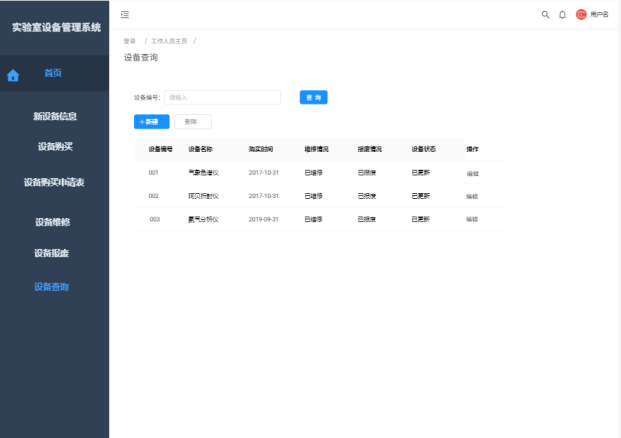 实验室设备管理系统
用户名
登录 / 工作人员主页 /
设备查询
首页
新设备信息
设备购买
设备购买申请表
设备维修
设备报废
设备查询
设备编号: 请输入 查 询
+新建 删除
设备编号 设备名称 购买时间 维修情况 报废情况 设备状态 操作
001 气象色谱仪 2017-10-31 已维修 已报废 已更新 编辑
002 阿贝折射仪 2017-10-31 已维修 已报废 已更新 编辑
003 氨气分析仪 2019-09-31 已维修 已报废 已更新 编辑